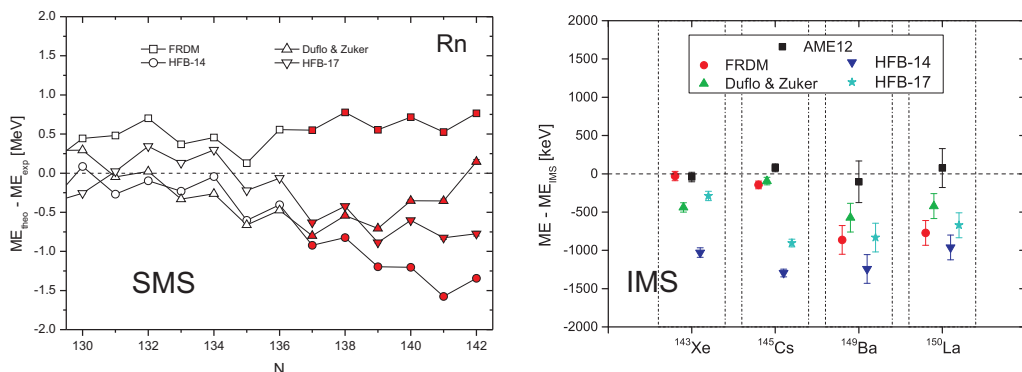 2.0
1.5
1.0
0.5
0.0
-0.5
-1.0
-1.5
-2.0
ME_theo - ME_exp [MeV]
FRDM
HFB-14
Duflo & Zuker
HFB-17
Rn
SMS
130 132 134 136 138 140 142
N
2000
1500
1000
500
0
-500
-1000
-1500
-2000
ME - ME_IMS [keV]
AME12
FRDM
Duflo & Zuker
HFB-14
HFB-17
IMS
¹⁴³Xe ¹⁴⁵Cs ¹⁴⁹Ba ¹⁵⁰La